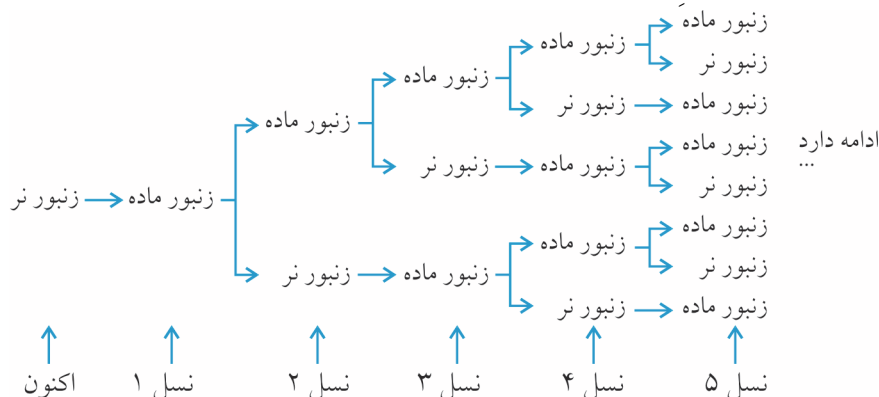 زنبور ماده
زنبور ماده
زنبور نر
زنبور ماده
زنبور نر
زنبور ماده
زنبور ماده
زنبور ماده
ادامه دارد
...
زنبور نر
زنبور ماده
زنبور نر
زنبور نر
زنبور ماده
زنبور ماده
زنبور ماده
زنبور نر
زنبور ماده
زنبور نر
زنبور نر
زنبور ماده
اکنون
نسل ۱
نسل ۲
نسل ۳
نسل ۴
نسل ۵